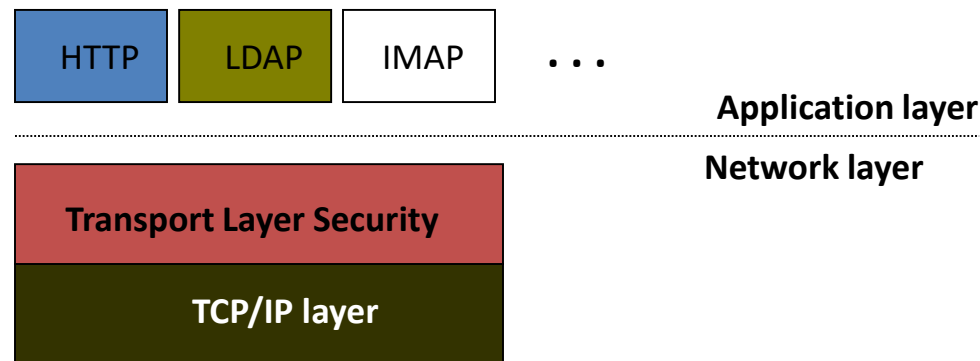 HTTP LDAP IMAP . . .
Application layer
Network layer
Transport Layer Security
TCP/IP layer